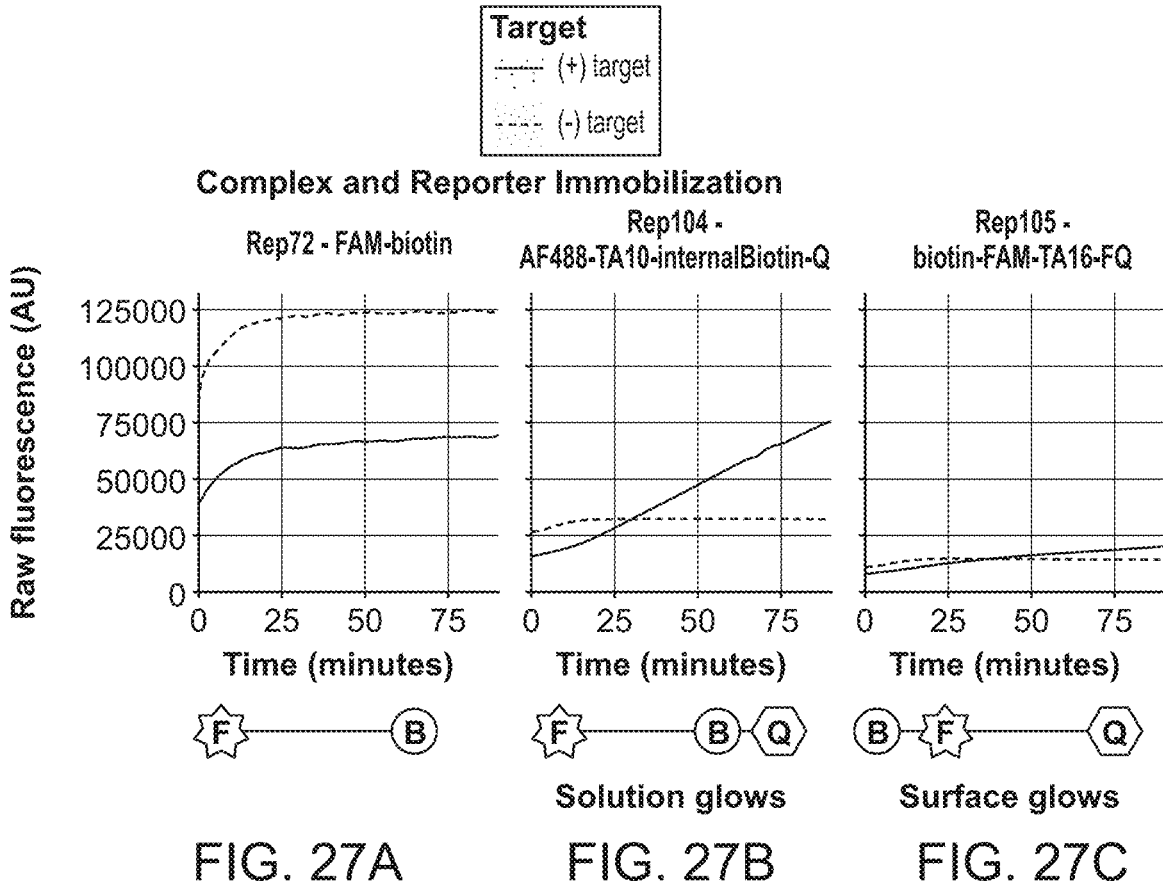 Target
(+) target
(-) target
Complex and Reporter Immobilization
Rep72 - FAM-biotin
Rep104 -
AF488-TA10-internalBiotin-Q
Rep105 -
biotin-FAM-TA16-FQ
Raw fluorescence (AU)
125000
100000
75000
50000
25000
0
0 25 50 75
0 25 50 75
0 25 50 75
Time (minutes)
Time (minutes)
Time (minutes)
F B
F B Q
B F Q
Solution glows
Surface glows
FIG. 27A
FIG. 27B
FIG. 27C